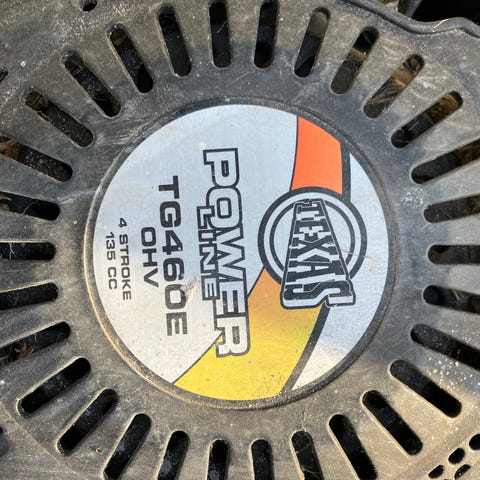 TEXAS
POWER
LINE
TG460E
OHV
4 STROKE
135 CC